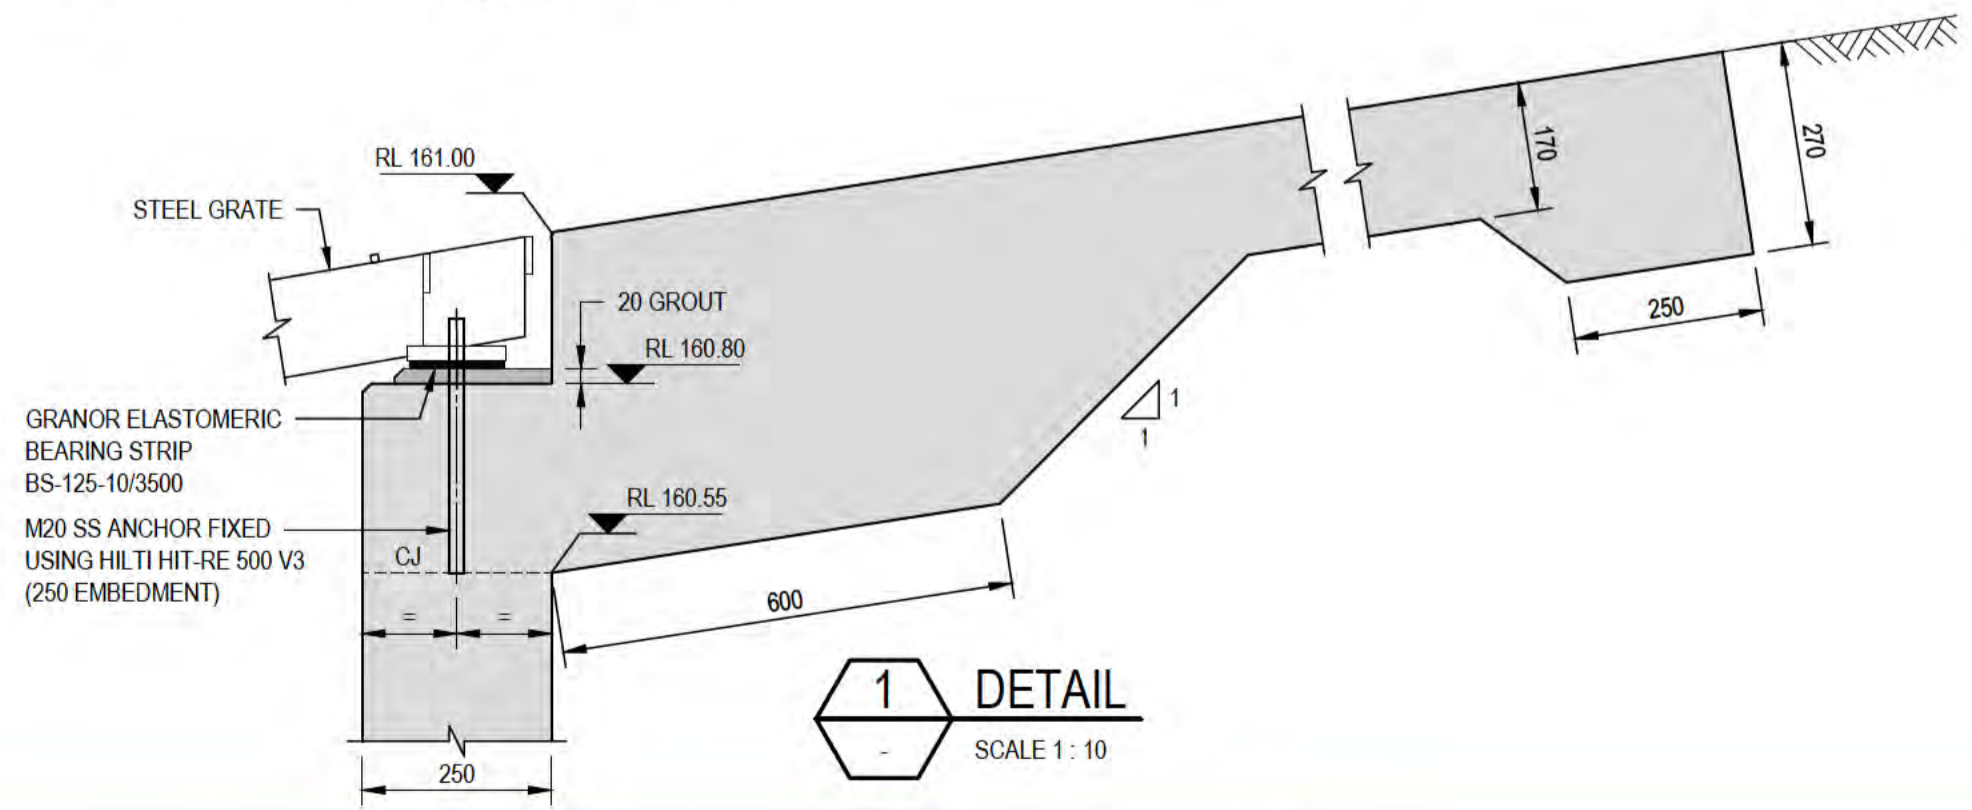 RL 161.00
STEEL GRATE
170
270
20 GROUT
RL 160.80
250
GRANOR ELASTOMERIC
BEARING STRIP
BS-125-10/3500
1
1
RL 160.55
M20 SS ANCHOR FIXED
USING HILTI HIT-RE 500 V3
(250 EMBEDMENT)
CJ
= =
600
1 DETAIL
- SCALE 1 : 10
250